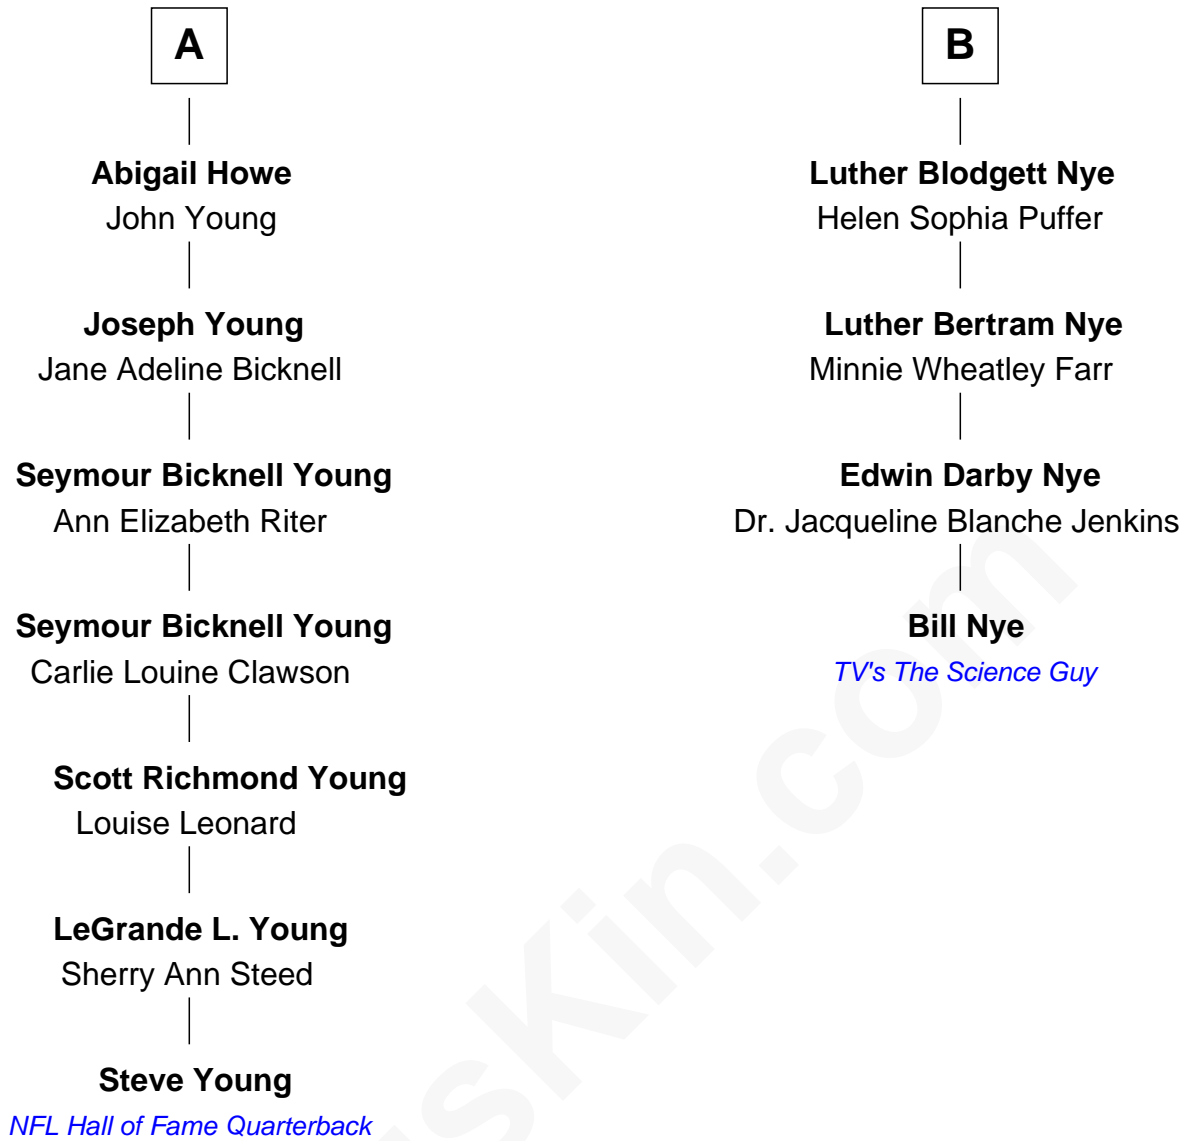 A
Abigail Howe
John Young
Joseph Young
Jane Adeline Bicknell
Seymour Bicknell Young
Ann Elizabeth Riter
Seymour Bicknell Young
Carlie Louine Clawson
Scott Richmond Young
Louise Leonard
LeGrande L. Young
Sherry Ann Steed
Steve Young
NFL Hall of Fame Quarterback
B
Luther Blodgett Nye
Helen Sophia Puffer
Luther Bertram Nye
Minnie Wheatley Farr
Edwin Darby Nye
Dr. Jacqueline Blanche Jenkins
Bill Nye
TV's The Science Guy
usKin.com